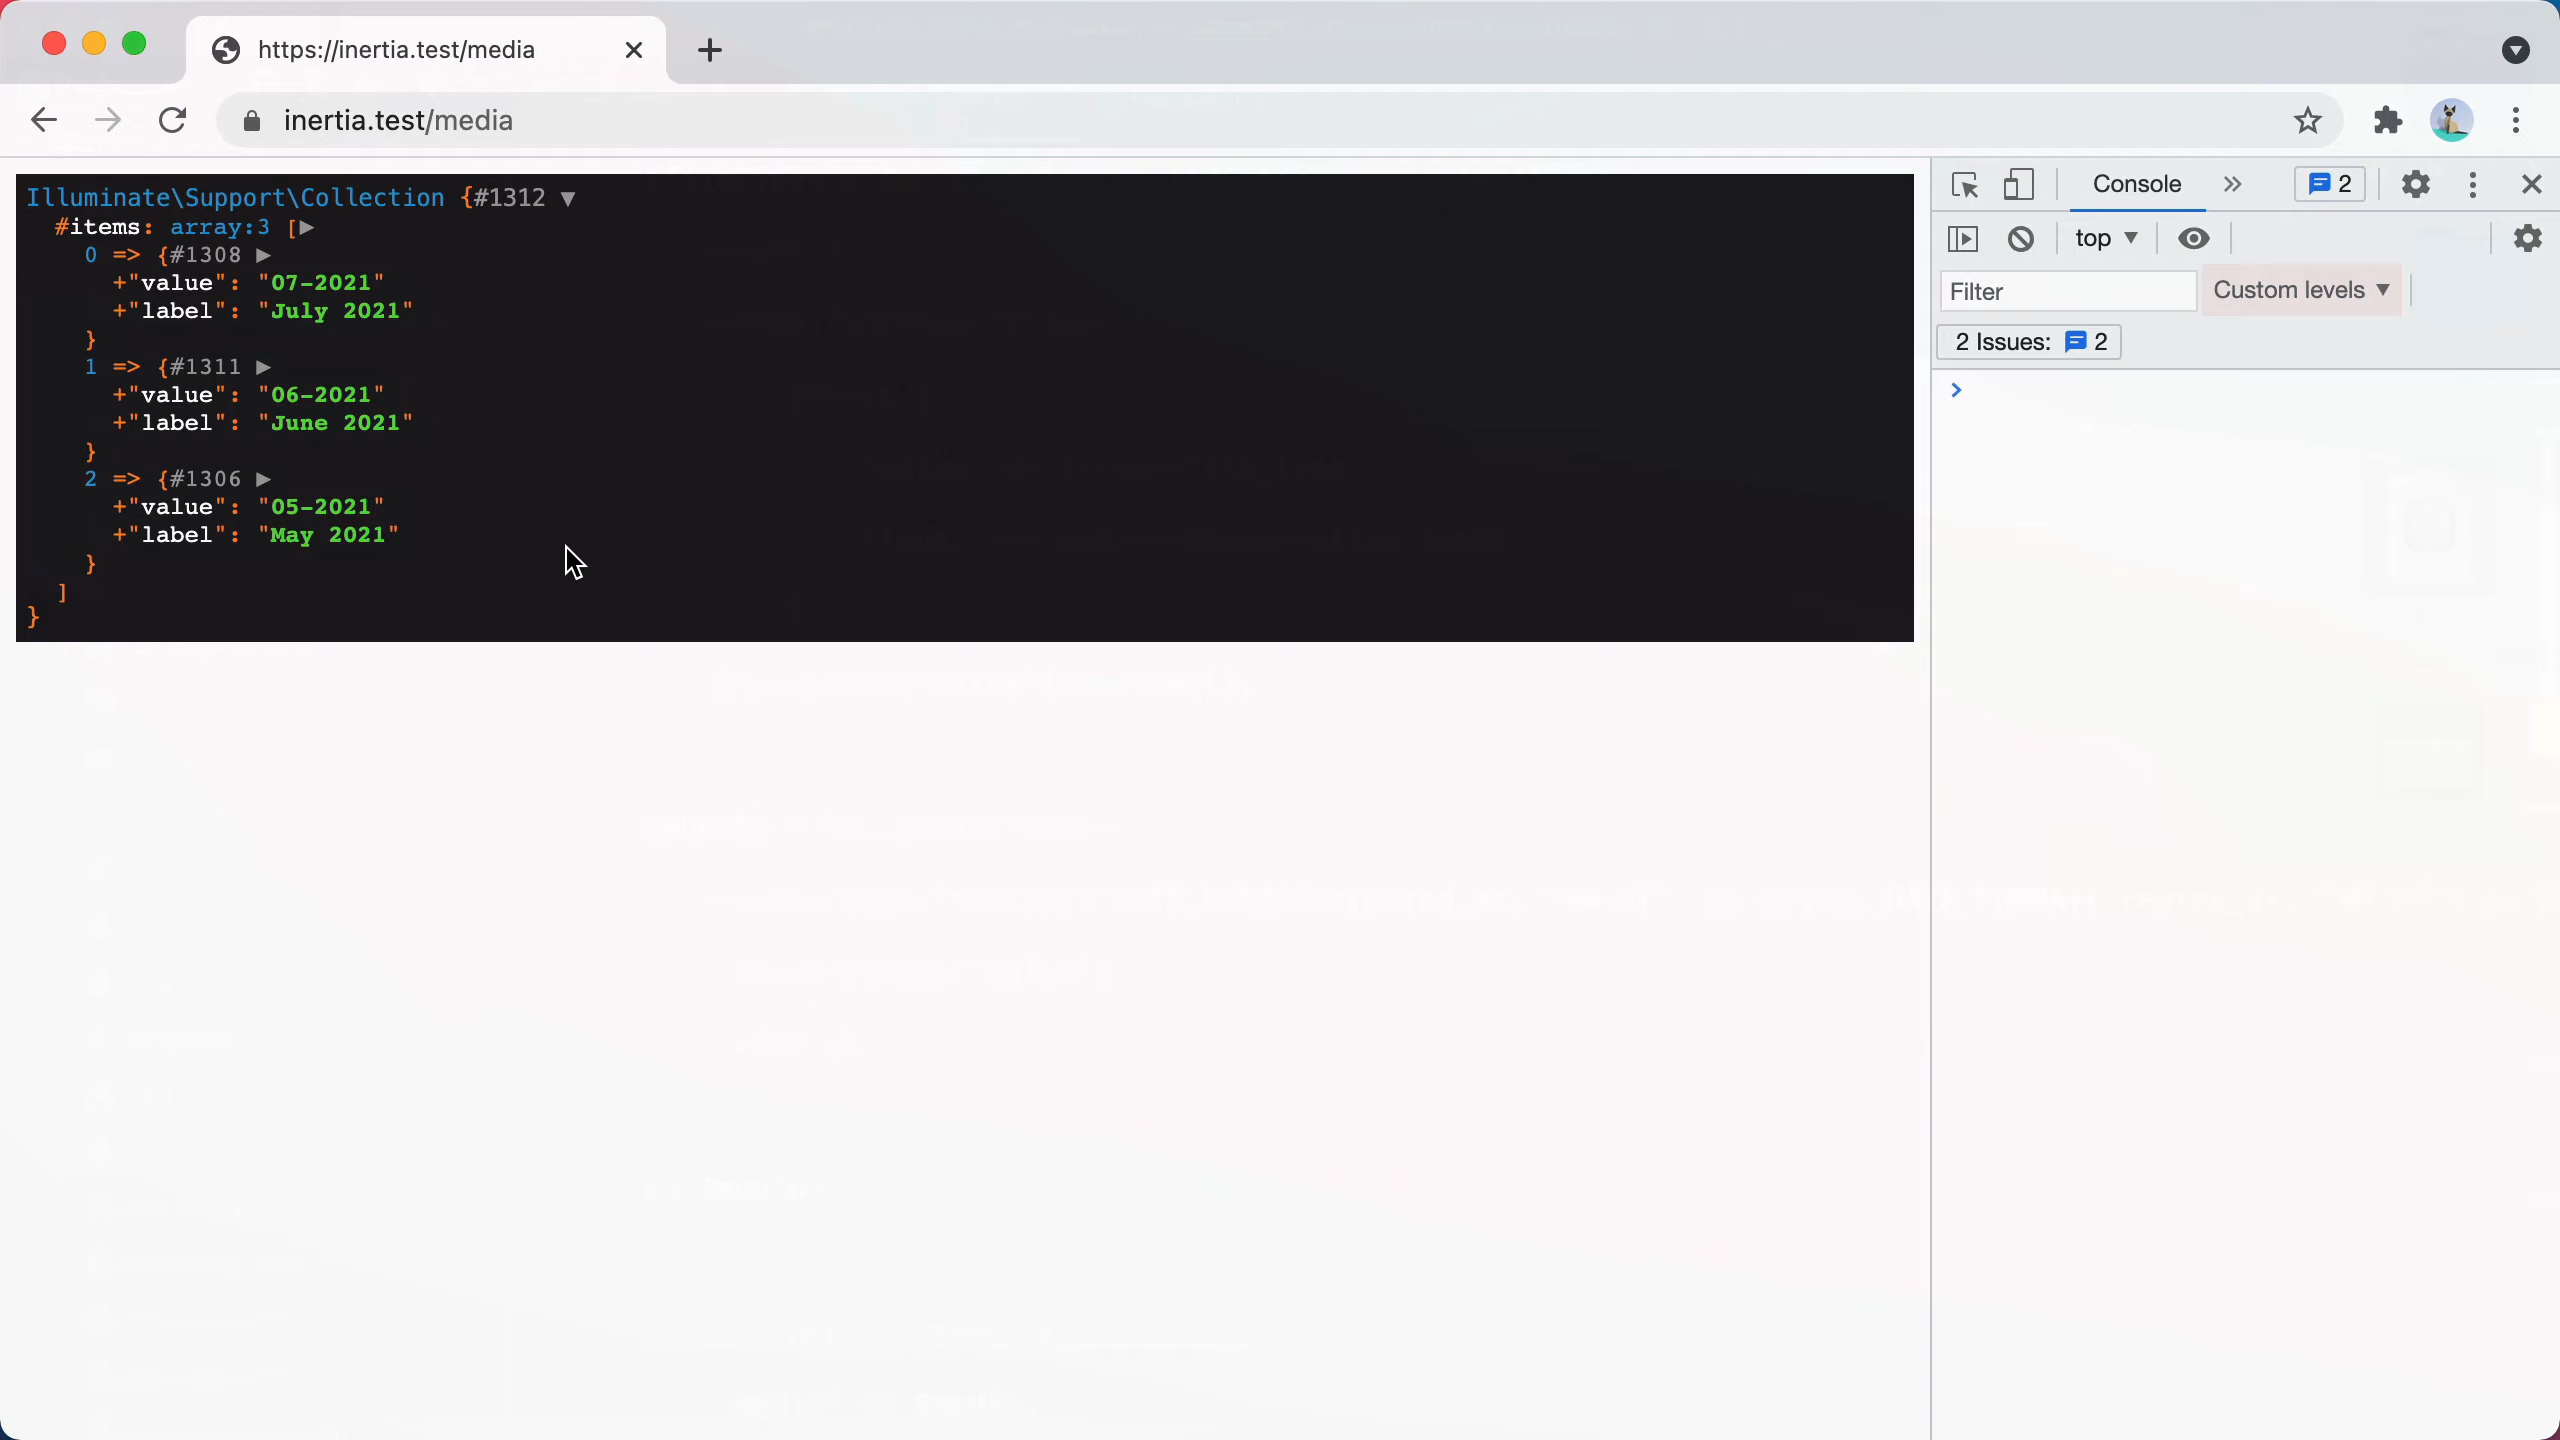 https://inertia.test/media
inertia.test/media
Illuminate\Support\Collection {#1312 ▼
#items: array:3 [▶
0 => {#1308 ▶
+"value": "07-2021"
+"label": "July 2021"
}
1 => {#1311 ▶
+"value": "06-2021"
+"label": "June 2021"
}
2 => {#1306 ▶
+"value": "05-2021"
+"label": "May 2021"
}
]
}
Console » 2
top ▼
Filter Custom levels ▼
2 Issues: 2